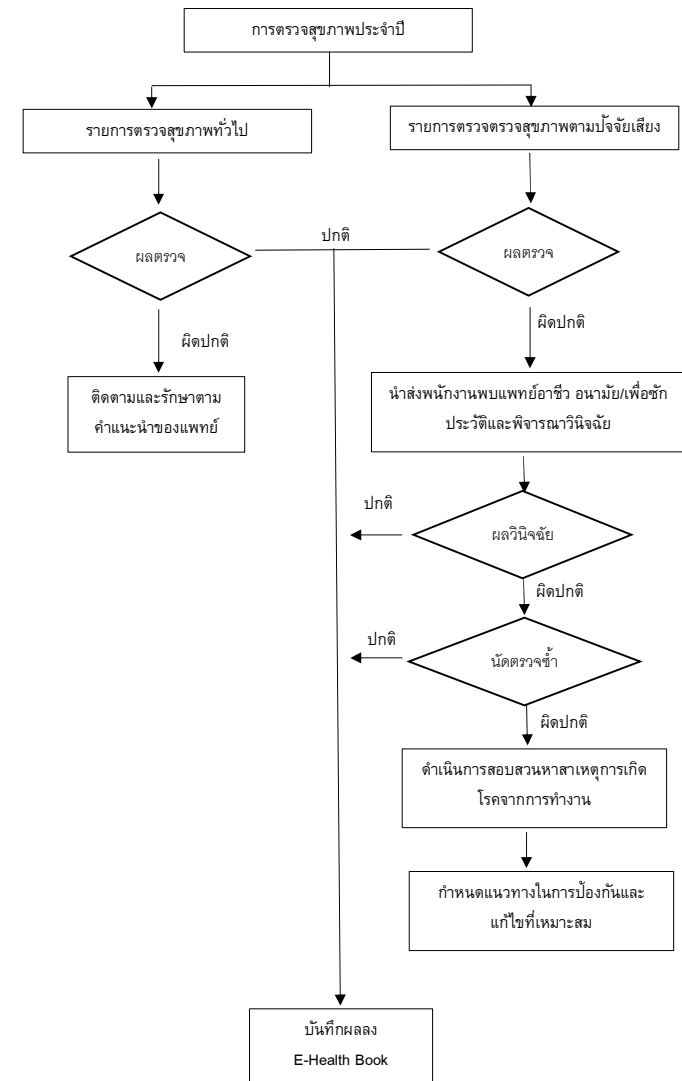 การตรวจสุขภาพประจำปี
รายการตรวจสุขภาพทั่วไป
รายการตรวจตรวจสุขภาพตามปัจจัยเสี่ยง
ผลตรวจ
ปกติ
ผลตรวจ
ผิดปกติ
ผิดปกติ
ติดตามและรักษาตาม
คำแนะนำของแพทย์
นำส่งพนักงานพบแพทย์อาชีว อนามัย/เพื่อซัก
ประวัติและพิจารณาวินิจฉัย
ปกติ
ผลวินิจฉัย
ผิดปกติ
ปกติ
นัดตรวจซ้ำ
ผิดปกติ
ดำเนินการสอบสวนหาสาเหตุการเกิด
โรคจากการทำงาน
กำหนดแนวทางในการป้องกันและ
แก้ไขที่เหมาะสม
บันทึกผลลง
E-Health Book